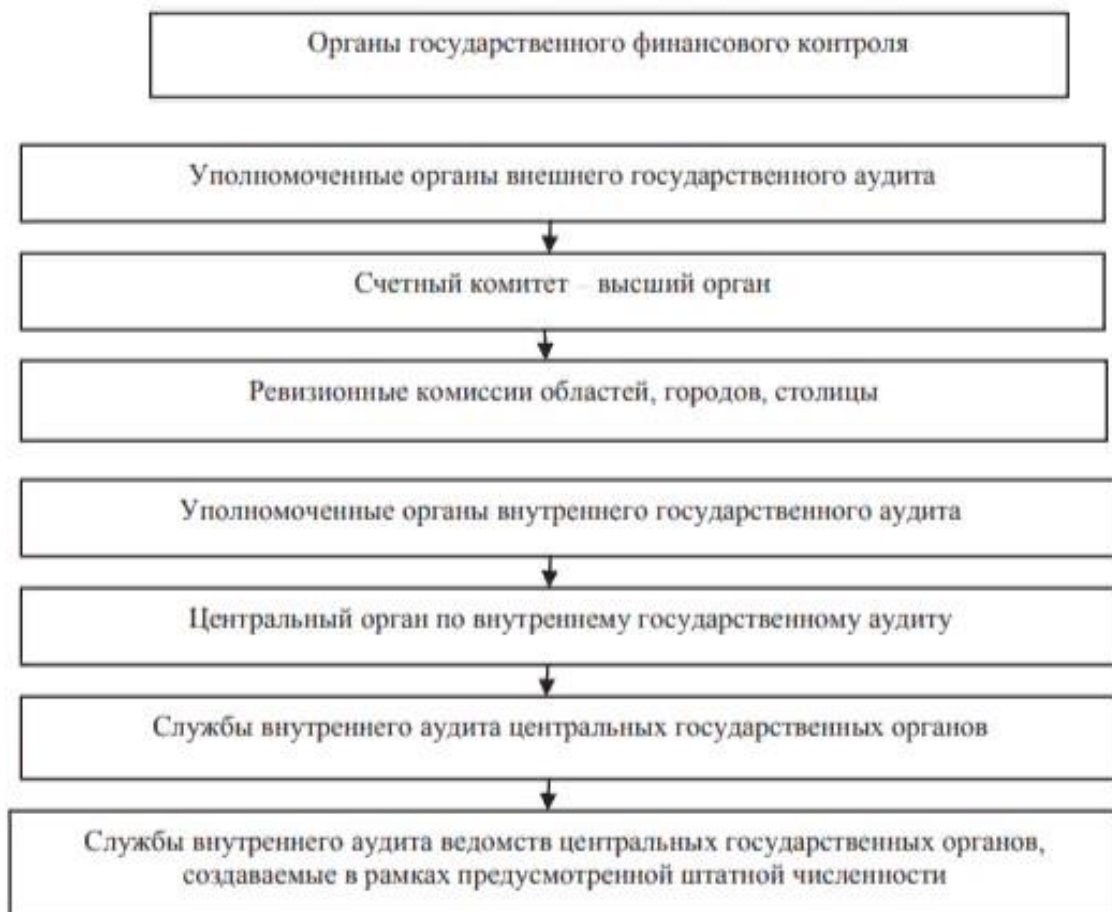 Органы государственного финансового контроля
Уполномоченные органы внешнего государственного аудита
Счетный комитет – высший орган
Ревизионные комиссии областей, городов, столицы
Уполномоченные органы внутреннего государственного аудита
Центральный орган по внутреннему государственному аудиту
Службы внутреннего аудита центральных государственных органов
Службы внутреннего аудита ведомств центральных государственных органов,
создаваемые в рамках предусмотренной штатной численности